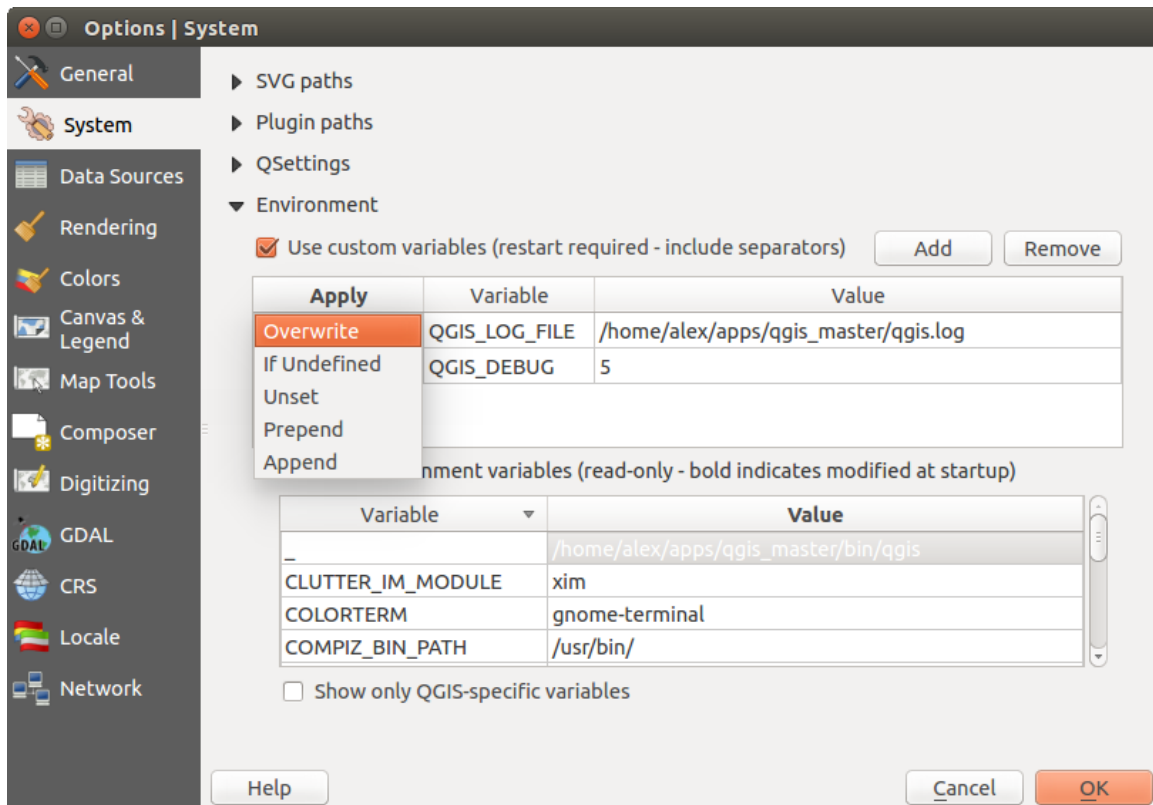 Options | System
General
System
Data Sources
Rendering
Colors
Canvas &
Legend
Map Tools
Composer
Digitizing
GDAL
GDAL
CRS
Locale
Network
SVG paths
Plugin paths
QSettings
Environment
Use custom variables (restart required - include separators) Add Remove
Apply Variable Value
Overwrite QGIS_LOG_FILE /home/alex/apps/qgis_master/qgis.log
If Undefined QGIS_DEBUG 5
Unset
Prepend
Append
variables (read-only - bold indicates modified at startup)
Variable Value
_ /home/alex/apps/qgis_master/bin/qgis
CLUTTER_IM_MODULE xim
COLORTERM gnome-terminal
COMPIZ_BIN_PATH /usr/bin/
Show only QGIS-specific variables
Help Cancel OK